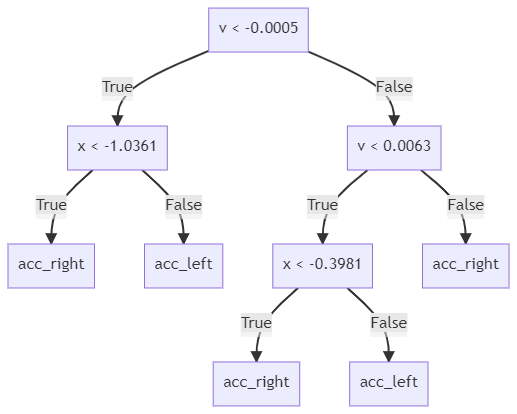 v < -0.0005
True
False
x < -1.0361
v < 0.0063
True
False
True
False
acc_right
acc_left
x < -0.3981
acc_right
True
False
acc_right
acc_left